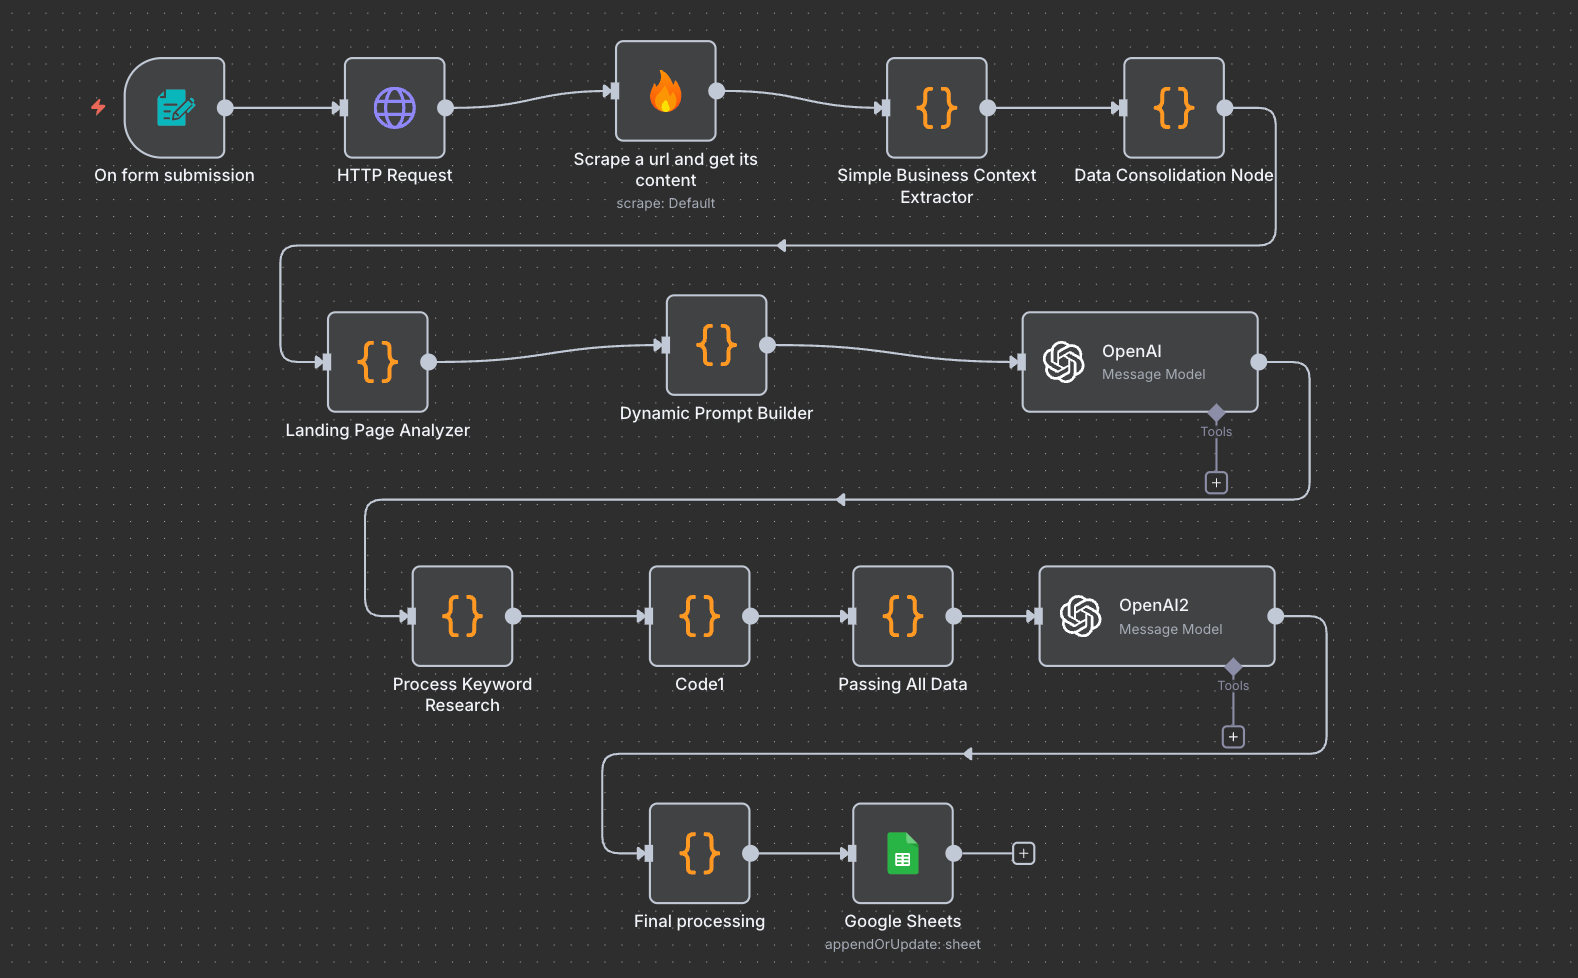 On form submission
HTTP Request
Scrape a url and get its
content
scrape: Default
Simple Business Context
Extractor
Data Consolidation Node
Landing Page Analyzer
Dynamic Prompt Builder
OpenAI
Message Model
Tools
Process Keyword
Research
Code1
Passing All Data
OpenAI2
Message Model
Tools
Final processing
Google Sheets
appendOrUpdate: sheet